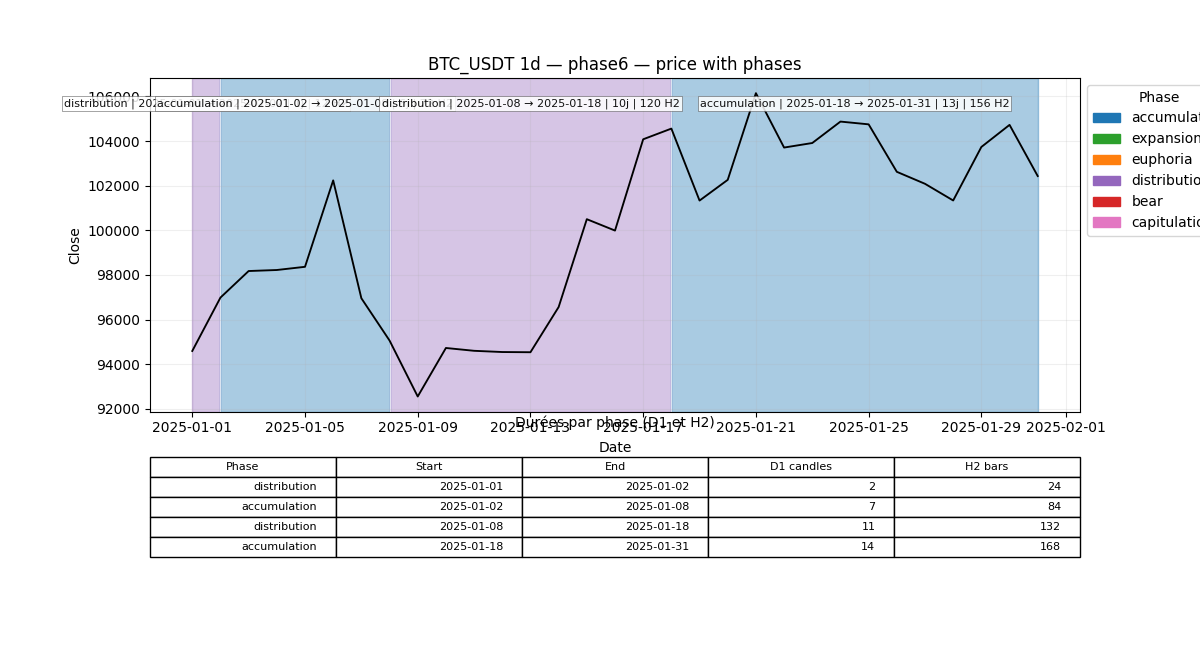 BTC_USDT 1d — phase6 — price with phases
distribution | 202
accumulation | 2025-01-02 → 2025-01-0
distribution | 2025-01-08 → 2025-01-18 | 10j | 120 H2
accumulation | 2025-01-18 → 2025-01-31 | 13j | 156 H2
106000
104000
102000
100000
98000
96000
94000
92000
Close
Phase
accumulat
expansion
euphoria
distributio
bear
capitulatio
2025-01-01 2025-01-05 2025-01-09 2025-01-13 2025-01-17 2025-01-21 2025-01-25 2025-01-29 2025-02-01
Durées par phase (D1 et H2)
Date
Phase Start End D1 candles H2 bars
distribution 2025-01-01 2025-01-02 2 24
accumulation 2025-01-02 2025-01-08 7 84
distribution 2025-01-08 2025-01-18 11 132
accumulation 2025-01-18 2025-01-31 14 168